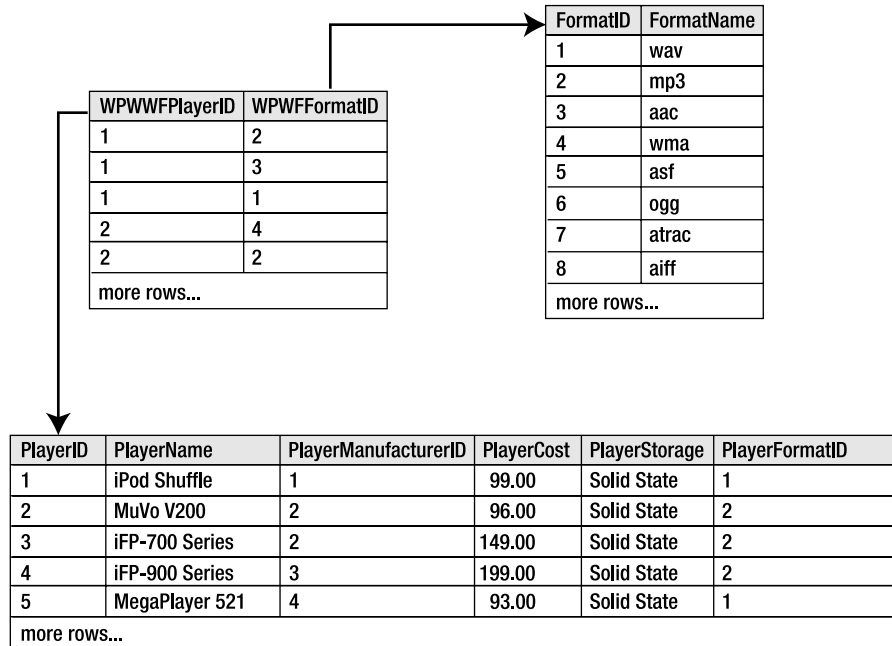 FormatID FormatName
1 wav
2 mp3
3 aac
4 wma
5 asf
6 ogg
7 atrac
8 aiff
more rows...
WPWWFPlayerID WPWFFormatID
1 2
1 3
1 1
2 4
2 2
more rows...
PlayerID PlayerName PlayerManufacturerID PlayerCost PlayerStorage PlayerFormatID
1 iPod Shuffle 1 99.00 Solid State 1
2 MuVo V200 2 96.00 Solid State 2
3 iFP-700 Series 2 149.00 Solid State 2
4 iFP-900 Series 3 199.00 Solid State 2
5 MegaPlayer 521 4 93.00 Solid State 1
more rows...